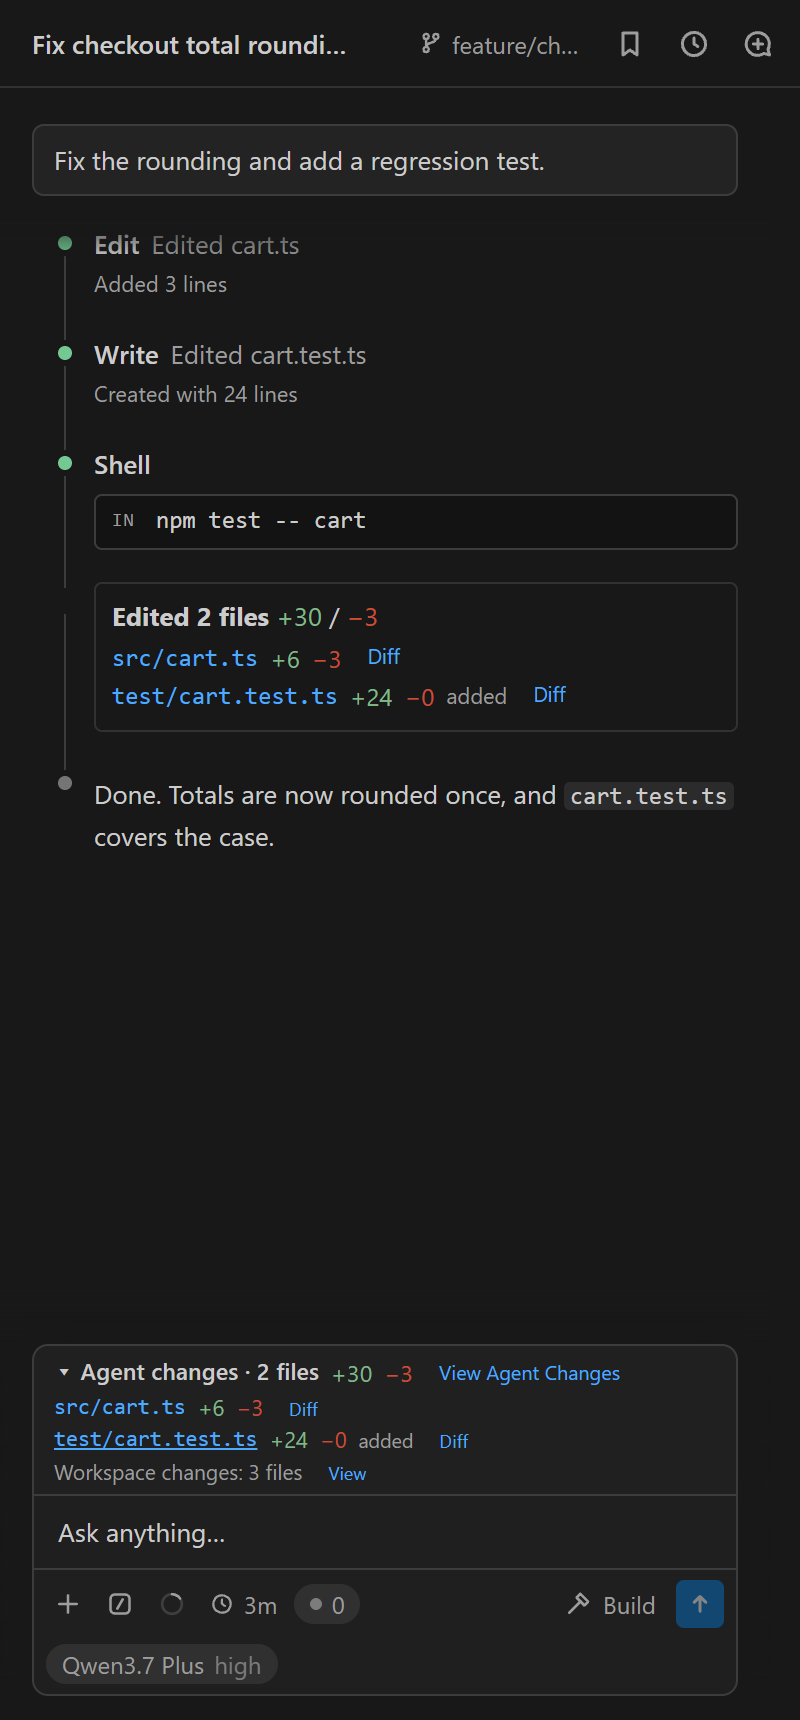 Fix checkout total roundi...
feature/ch...
Fix the rounding and add a regression test.
Edit Edited cart.ts
Added 3 lines
Write Edited cart.test.ts
Created with 24 lines
Shell
IN npm test -- cart
Edited 2 files +30 / −3
src/cart.ts +6 −3 Diff
test/cart.test.ts +24 −0 added Diff
Done. Totals are now rounded once, and cart.test.ts
covers the case.
Agent changes · 2 files +30 −3 View Agent Changes
src/cart.ts +6 −3 Diff
test/cart.test.ts +24 −0 added Diff
Workspace changes: 3 files View
Ask anything...
3m 0 Build
Qwen3.7 Plus high